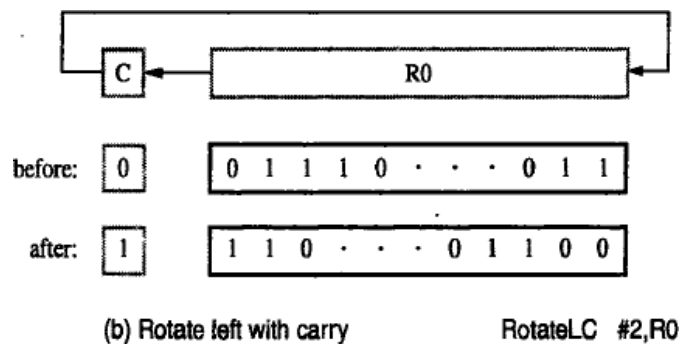 C R0
before: 0 0 1 1 1 0 · · · 0 1 1
after: 1 1 1 0 · · · 0 1 1 0 0
(b) Rotate left with carry RotateLC #2,R0